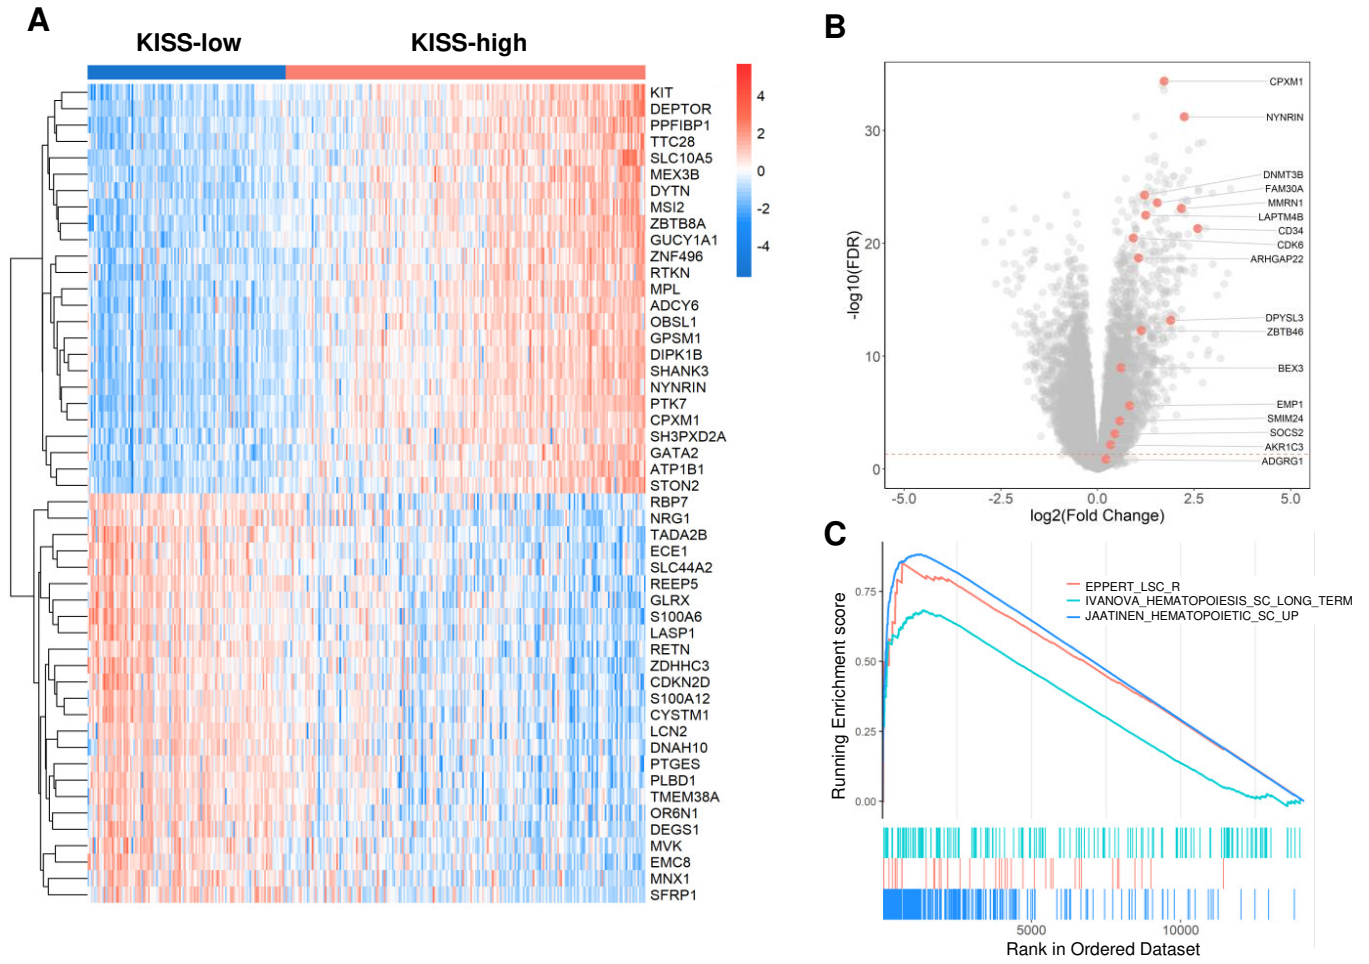 A
KISS-low
KISS-high
4
2
0
-2
-4
KIT
DEPTOR
PPFIBP1
TTC28
SLC10A5
MEX3B
DYTN
MSI2
ZBTB8A
GUCY1A1
ZNF496
RTKN
MPL
ADCY6
OBSL1
GPSM1
DIPK1B
SHANK3
NYNRIN
PTK7
CPXM1
SH3PXD2A
GATA2
ATP1B1
STON2
RBP7
NRG1
TADA2B
ECE1
SLC44A2
REEP5
GLRX
S100A6
LASP1
RETN
ZDHHC3
CDKN2D
S100A12
CYSTM1
LCN2
DNAH10
PTGES
PLBD1
TMEM38A
OR6N1
DEGS1
MVK
EMC8
MNX1
SFRP1
B
-log10(FDR)
30
20
10
0
CPXM1
NYNRIN
DNMT3B
FAM30A
MMRN1
LAPTM4B
CD34
CDK6
ARHGAP22
DPYSL3
ZBTB46
BEX3
EMP1
SMIM24
SOCS2
AKR1C3
ADGRG1
-5.0
-2.5
0.0
2.5
5.0
log2(Fold Change)
C
Running Enrichment score
0.75
0.50
0.25
0.00
EPPERT_LSC_R
IVANOVA_HEMATOPOIESIS_SC_LONG_TERM
JAATINEN_HEMATOPOIETIC_SC_UP
5000
10000
Rank in Ordered Dataset